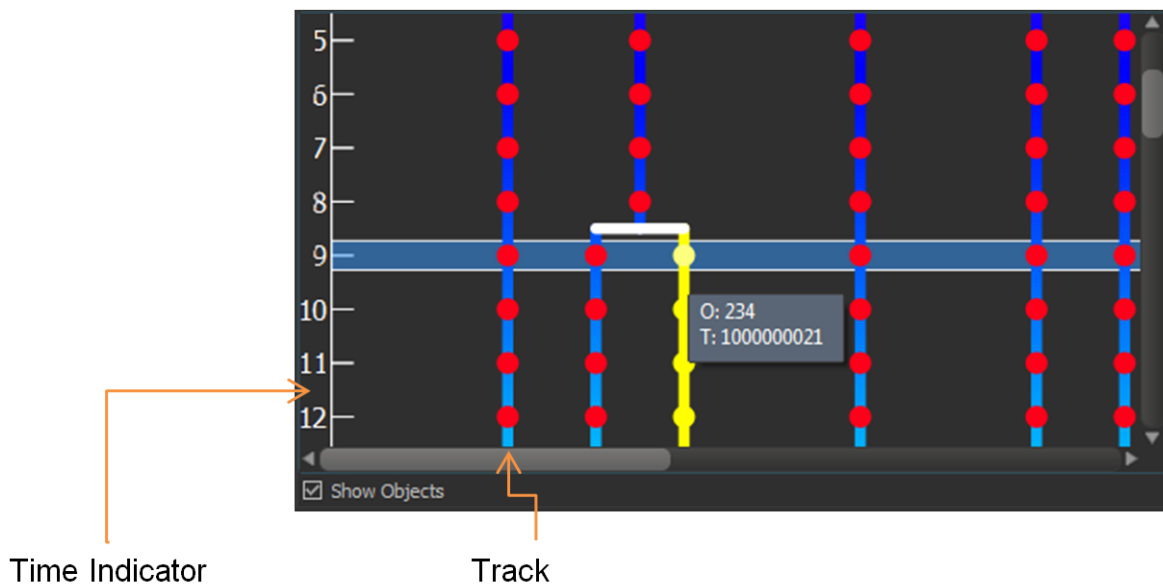 5
6
7
8
9
10
11
12
O: 234
T: 1000000021
Show Objects
Time Indicator
Track